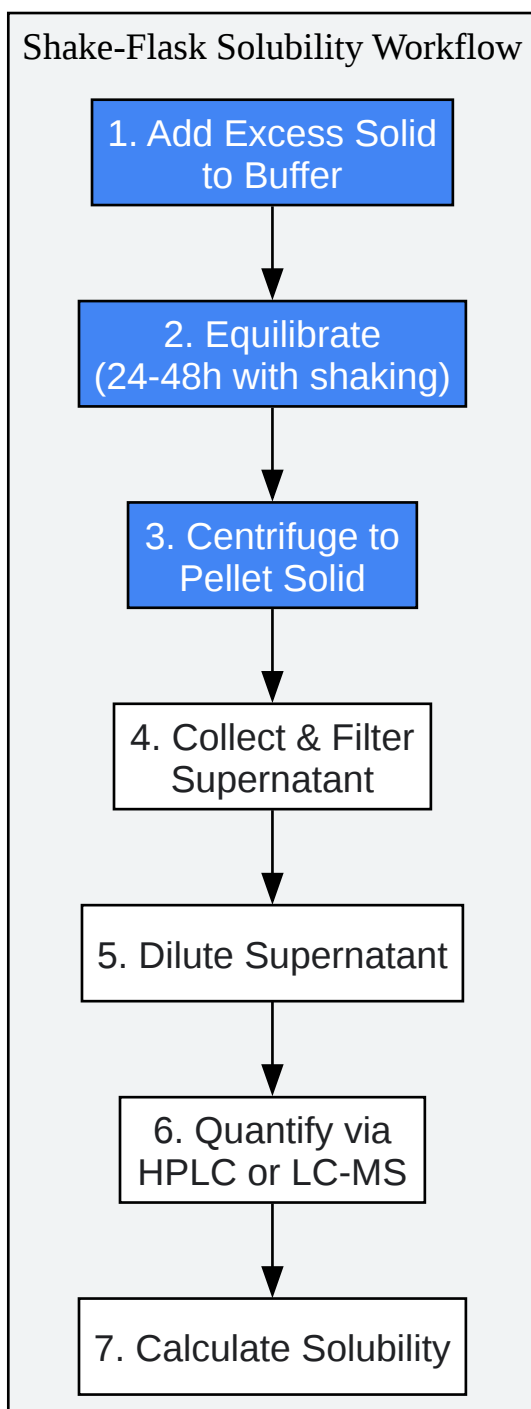 Shake-Flask Solubility Workflow
1. Add Excess Solid
to Buffer
2. Equilibrate
(24-48h with shaking)
3. Centrifuge to
Pellet Solid
4. Collect & Filter
Supernatant
5. Dilute Supernatant
6. Quantify via
HPLC or LC-MS
7. Calculate Solubility